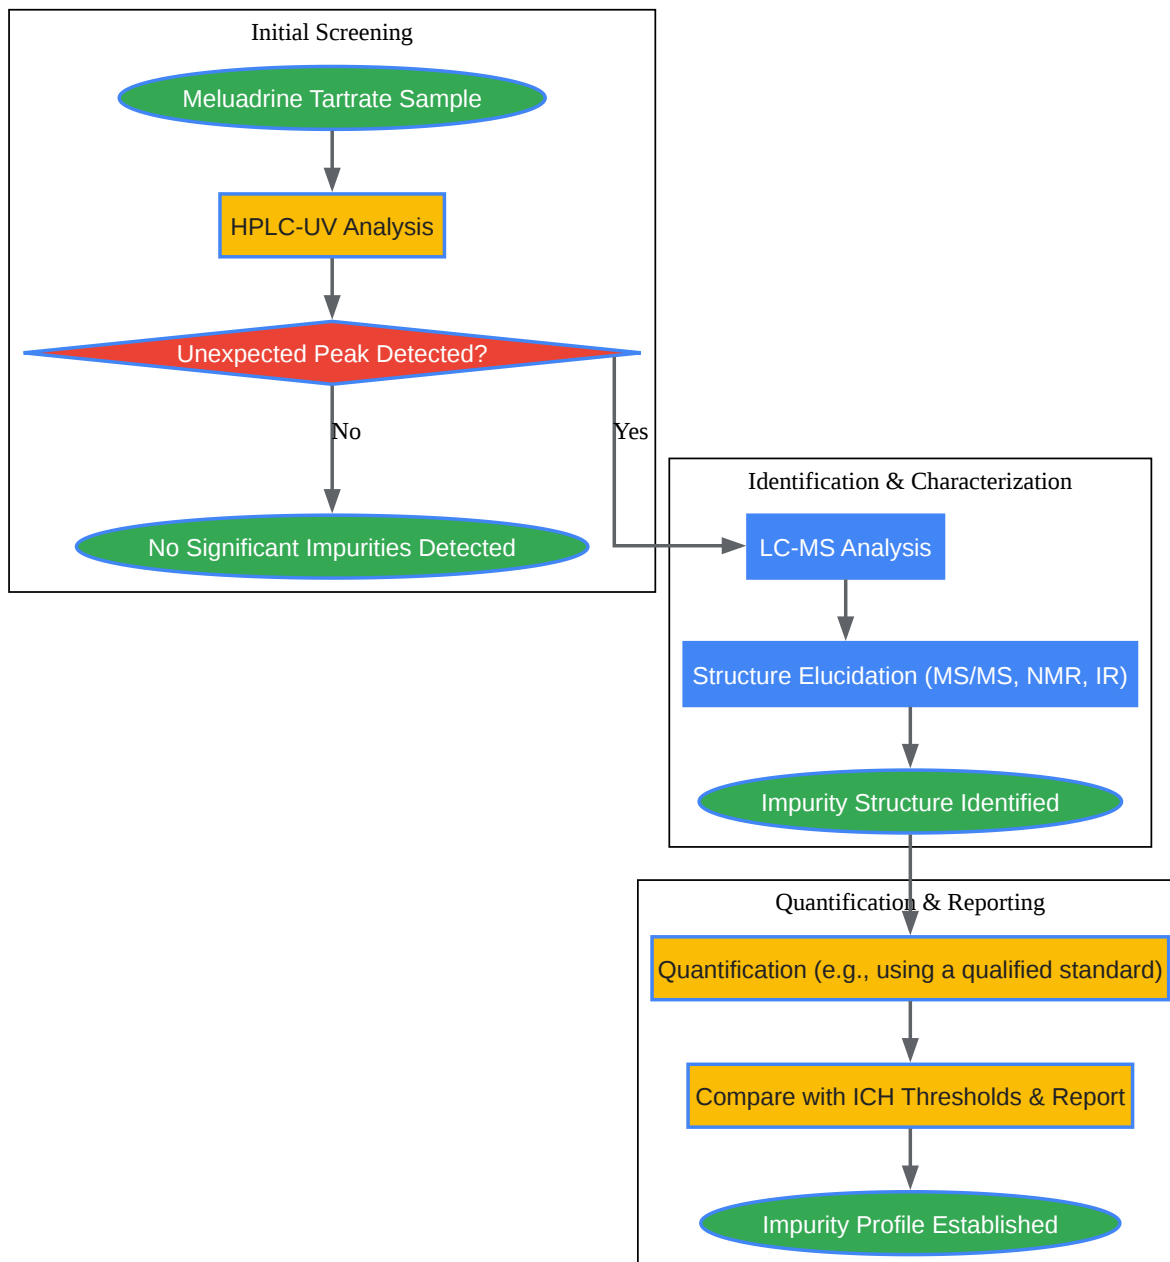 Initial Screening
Meluadrine Tartrate Sample
HPLC-UV Analysis
Unexpected Peak Detected?
No
Yes
No Significant Impurities Detected
Identification & Characterization
LC-MS Analysis
Structure Elucidation (MS/MS, NMR, IR)
Impurity Structure Identified
Quantification & Reporting
Quantification (e.g., using a qualified standard)
Compare with ICH Thresholds & Report
Impurity Profile Established